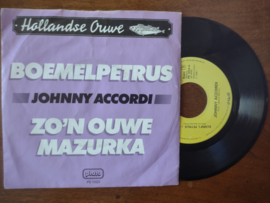 Hollandse Ouwe
BOEMELPETRUS
JOHNNY ACCORDI
ZO'N OUWE
MAZURKA